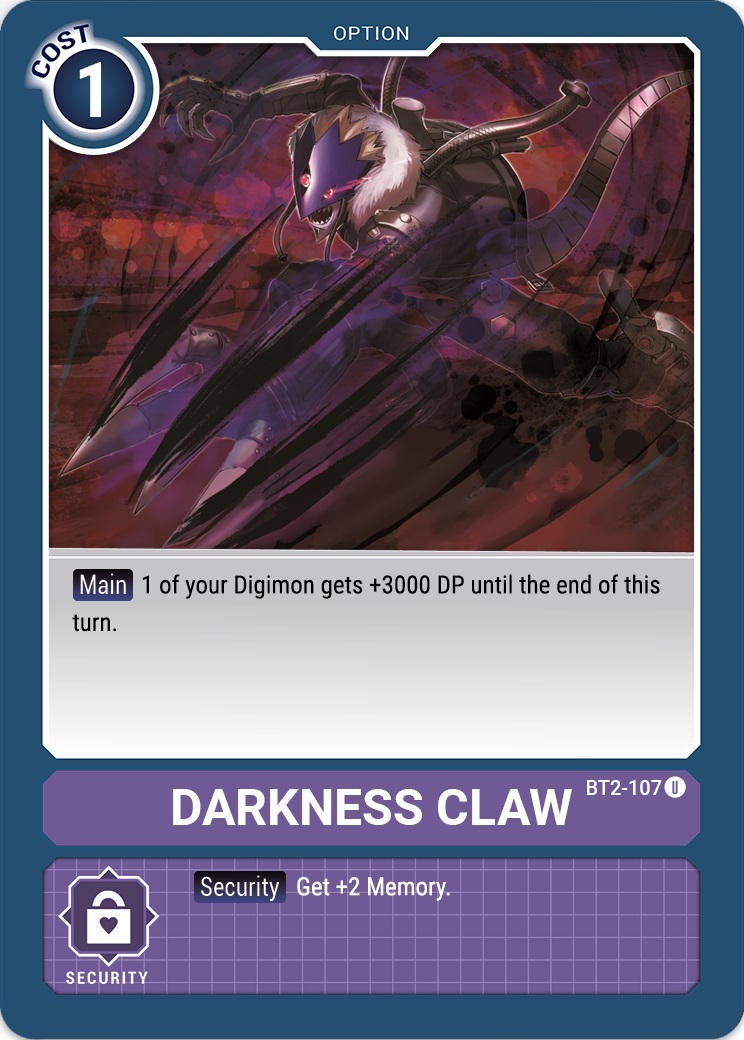 OPTION
COST
1
Main 1 of your Digimon gets +3000 DP until the end of this
turn.
DARKNESS CLAW
BT2-107 U
Security Get +2 Memory.
SECURITY